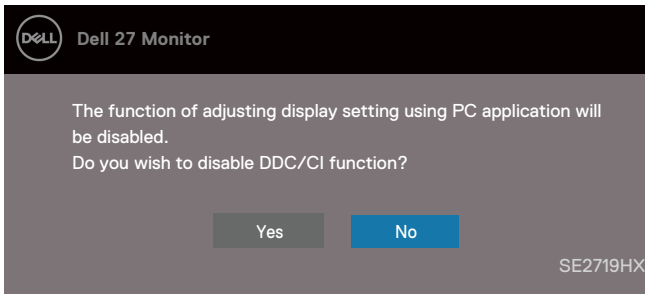 DELL Dell 27 Monitor
The function of adjusting display setting using PC application will
be disabled.
Do you wish to disable DDC/CI function?
Yes No
SE2719HX